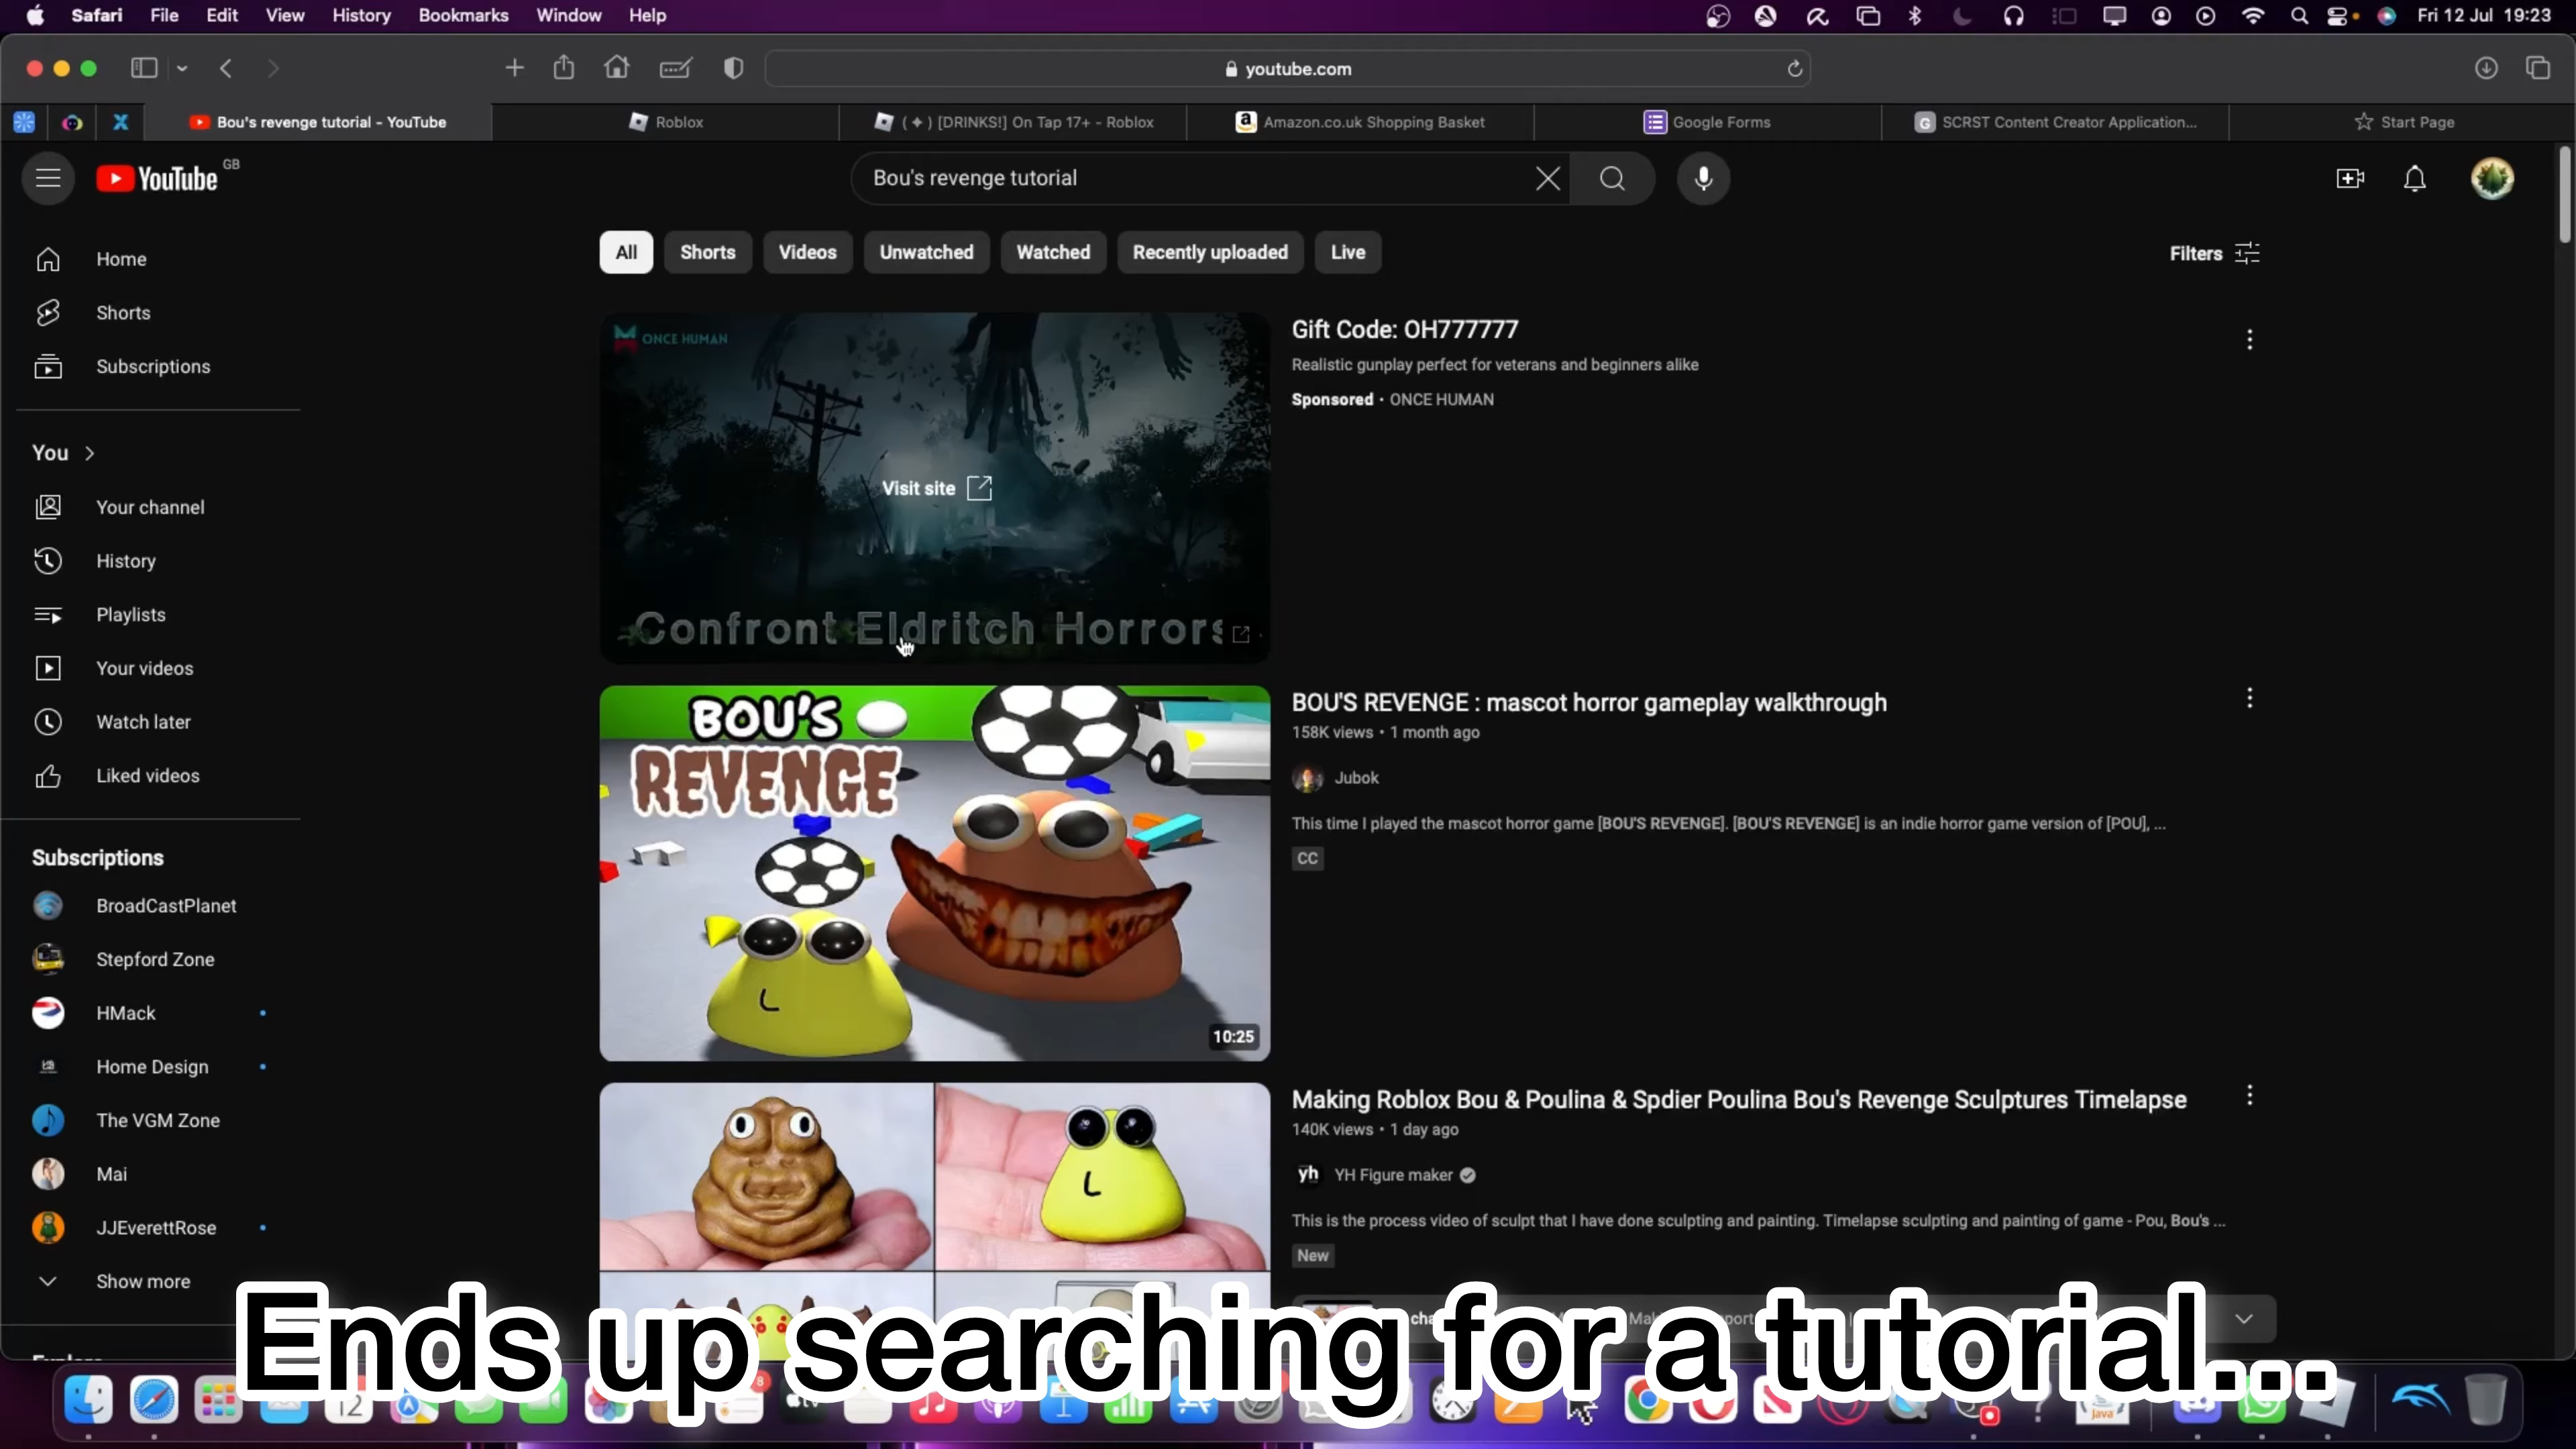 Safari File Edit View History Bookmarks Window Help Fri 12 Jul 19:23
youtube.com
Bou's revenge tutorial - YouTube
Roblox
( ✦ ) [DRINKS!] On Tap 17+ - Roblox
Amazon.co.uk Shopping Basket
Google Forms
SCRST Content Creator Application...
Start Page
YouTube GB
Bou's revenge tutorial
All Shorts Videos Unwatched Watched Recently uploaded Live
Filters
Home
Shorts
Subscriptions
You
Your channel
History
Playlists
Your videos
Watch later
Liked videos
Subscriptions
BroadCastPlanet
Stepford Zone
HMack
Home Design
The VGM Zone
Mai
JJEverettRose
Show more
ONCE HUMAN
Visit site
Confront Eldritch Horrors
Gift Code: OH777777
Realistic gunplay perfect for veterans and beginners alike
Sponsored • ONCE HUMAN
BOU'S
REVENGE
10:25
BOU'S REVENGE : mascot horror gameplay walkthrough
158K views • 1 month ago
Jubok
This time I played the mascot horror game [BOU'S REVENGE]. [BOU'S REVENGE] is an indie horror game version of [POU], ...
CC
Making Roblox Bou & Poulina & Spdier Poulina Bou's Revenge Sculptures Timelapse
140K views • 1 day ago
yh YH Figure maker
This is the process video of sculpt that I have done sculpting and painting. Timelapse sculpting and painting of game - Pou, Bou's ...
New
Ends up searching for a tutorial...
12
Java